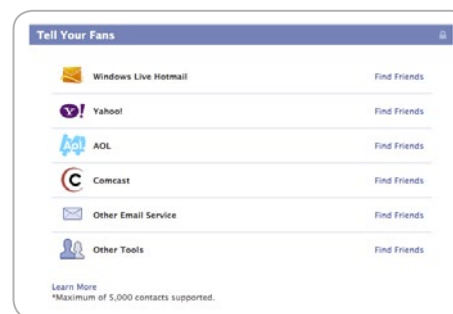 Tell Your Fans
Windows Live Hotmail Find Friends
Y! Yahoo! Find Friends
Aol. AOL Find Friends
C Comcast Find Friends
Other Email Service Find Friends
Other Tools Find Friends
Learn More
*Maximum of 5,000 contacts supported.